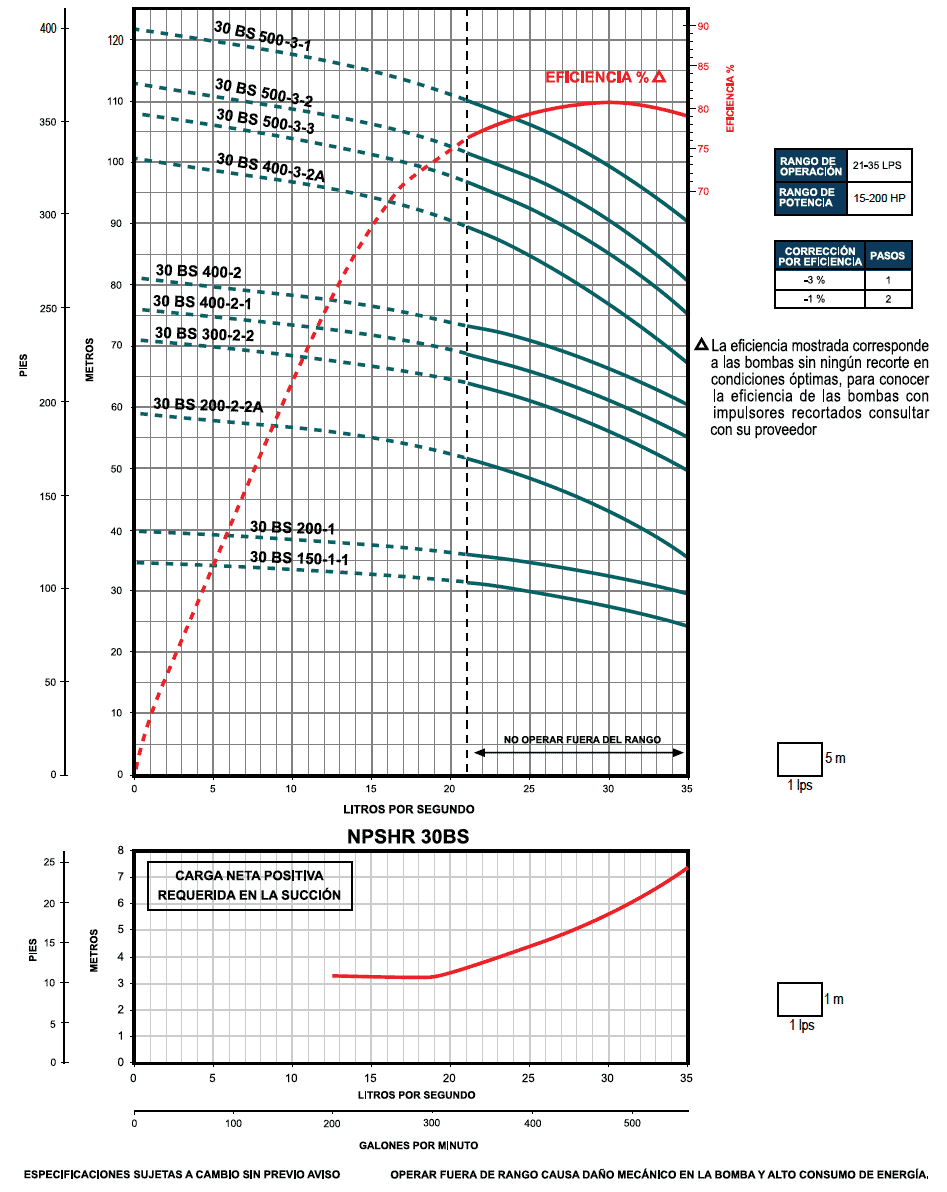 400
350
300
250
200
150
100
50
0
PIES
120
110
100
90
80
70
60
50
40
30
20
10
0
METROS
30 BS 500-3-1
30 BS 500-3-2
30 BS 500-3-3
30 BS 400-3-2A
30 BS 400-2
30 BS 400-2-1
30 BS 300-2-2
30 BS 200-2-2A
30 BS 200-1
30 BS 150-1-1
EFICIENCIA % Δ
90
85
80
75
70
EFICIENCIA %
NO OPERAR FUERA DEL RANGO
0 5 10 15 20 25 30 35
LITROS POR SEGUNDO
RANGO DE OPERACIÓN 21-35 LPS
RANGO DE POTENCIA 15-200 HP
CORRECCIÓN POR EFICIENCIA PASOS
-3 % 1
-1 % 2
Δ La eficiencia mostrada corresponde
a las bombas sin ningún recorte en
condiciones óptimas, para conocer
la eficiencia de las bombas con
impulsores recortados consultar
con su proveedor
5 m
1 lps
NPSHR 30BS
CARGA NETA POSITIVA
REQUERIDA EN LA SUCCIÓN
25
20
15
10
5
0
PIES
8
7
6
5
4
3
2
1
0
METROS
1 m
1 lps
0 5 10 15 20 25 30 35
LITROS POR SEGUNDO
0 100 200 300 400 500
GALONES POR MINUTO
ESPECIFICACIONES SUJETAS A CAMBIO SIN PREVIO AVISO
OPERAR FUERA DE RANGO CAUSA DAÑO MECÁNICO EN LA BOMBA Y ALTO CONSUMO DE ENERGÍA.